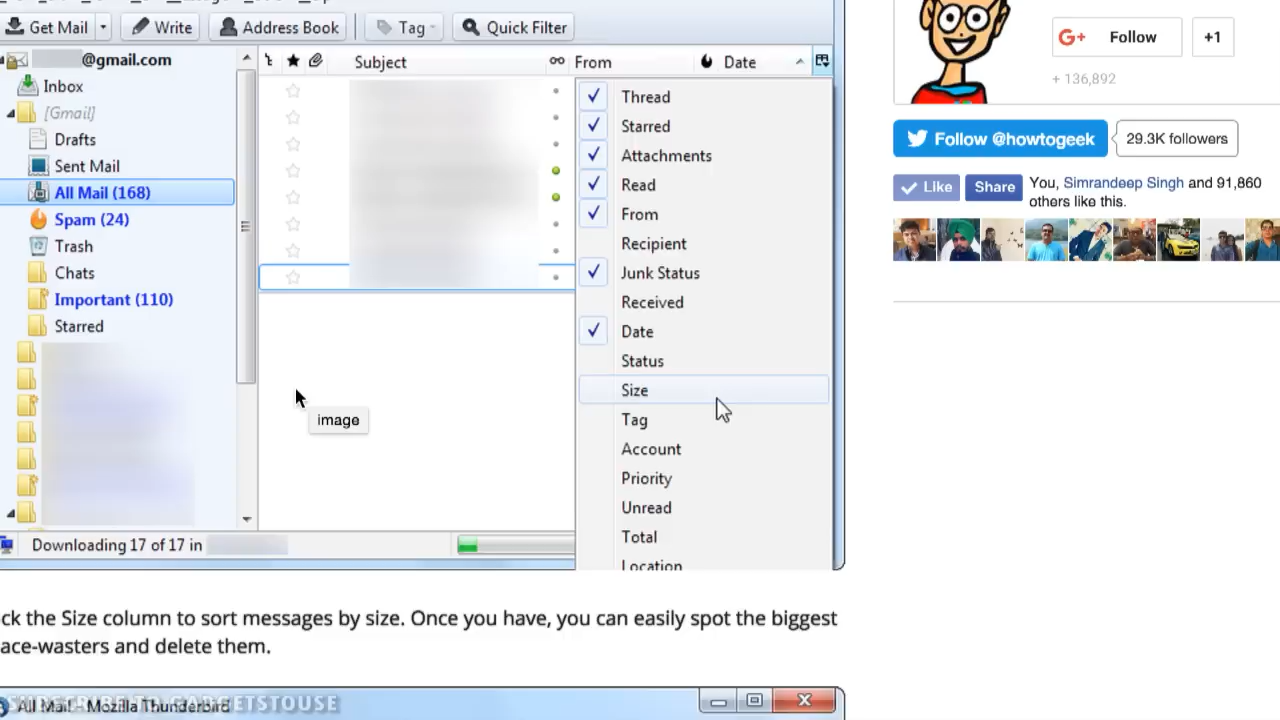 Get Mail Write Address Book Tag Quick Filter
@gmail.com
Inbox
[Gmail]
Drafts
Sent Mail
All Mail (168)
Spam (24)
Trash
Chats
Important (110)
Starred
Downloading 17 of 17 in
Subject From Date
Thread
Starred
Attachments
Read
From
Recipient
Junk Status
Received
Date
Status
Size
Tag
Account
Priority
Unread
Total
Location
image
ck the Size column to sort messages by size. Once you have, you can easily spot the biggest
ace-wasters and delete them.
All Mail - Mozilla Thunderbird
SUBSCRIBE TO GADGETSTOUSE
G+ Follow +1
+ 136,892
Follow @howtogeek 29.3K followers
Like Share You, Simrandeep Singh and 91,860
others like this.